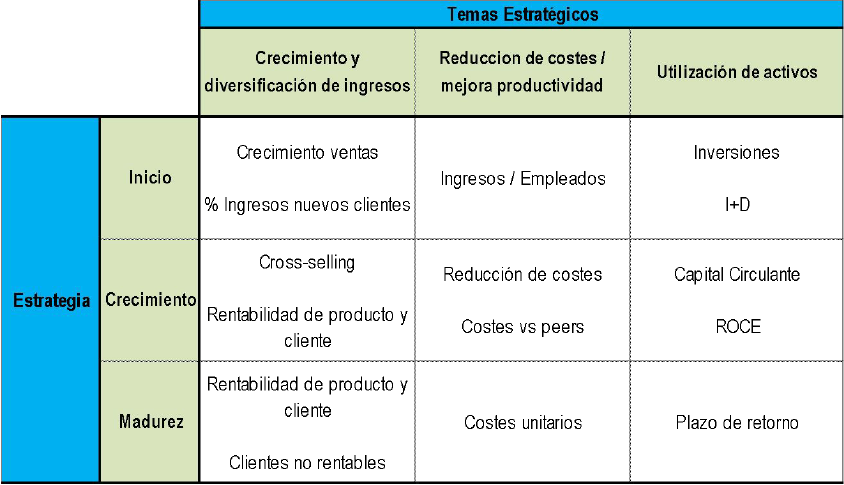 Temas Estratégicos
Crecimiento y
diversificación de ingresos
Reduccion de costes /
mejora productividad
Utilización de activos
Estrategia
Inicio
Crecimiento ventas
% Ingresos nuevos clientes
Ingresos / Empleados
Inversiones
I+D
Crecimiento
Cross-selling
Rentabilidad de producto y
cliente
Reducción de costes
Costes vs peers
Capital Circulante
ROCE
Madurez
Rentabilidad de producto y
cliente
Clientes no rentables
Costes unitarios
Plazo de retorno